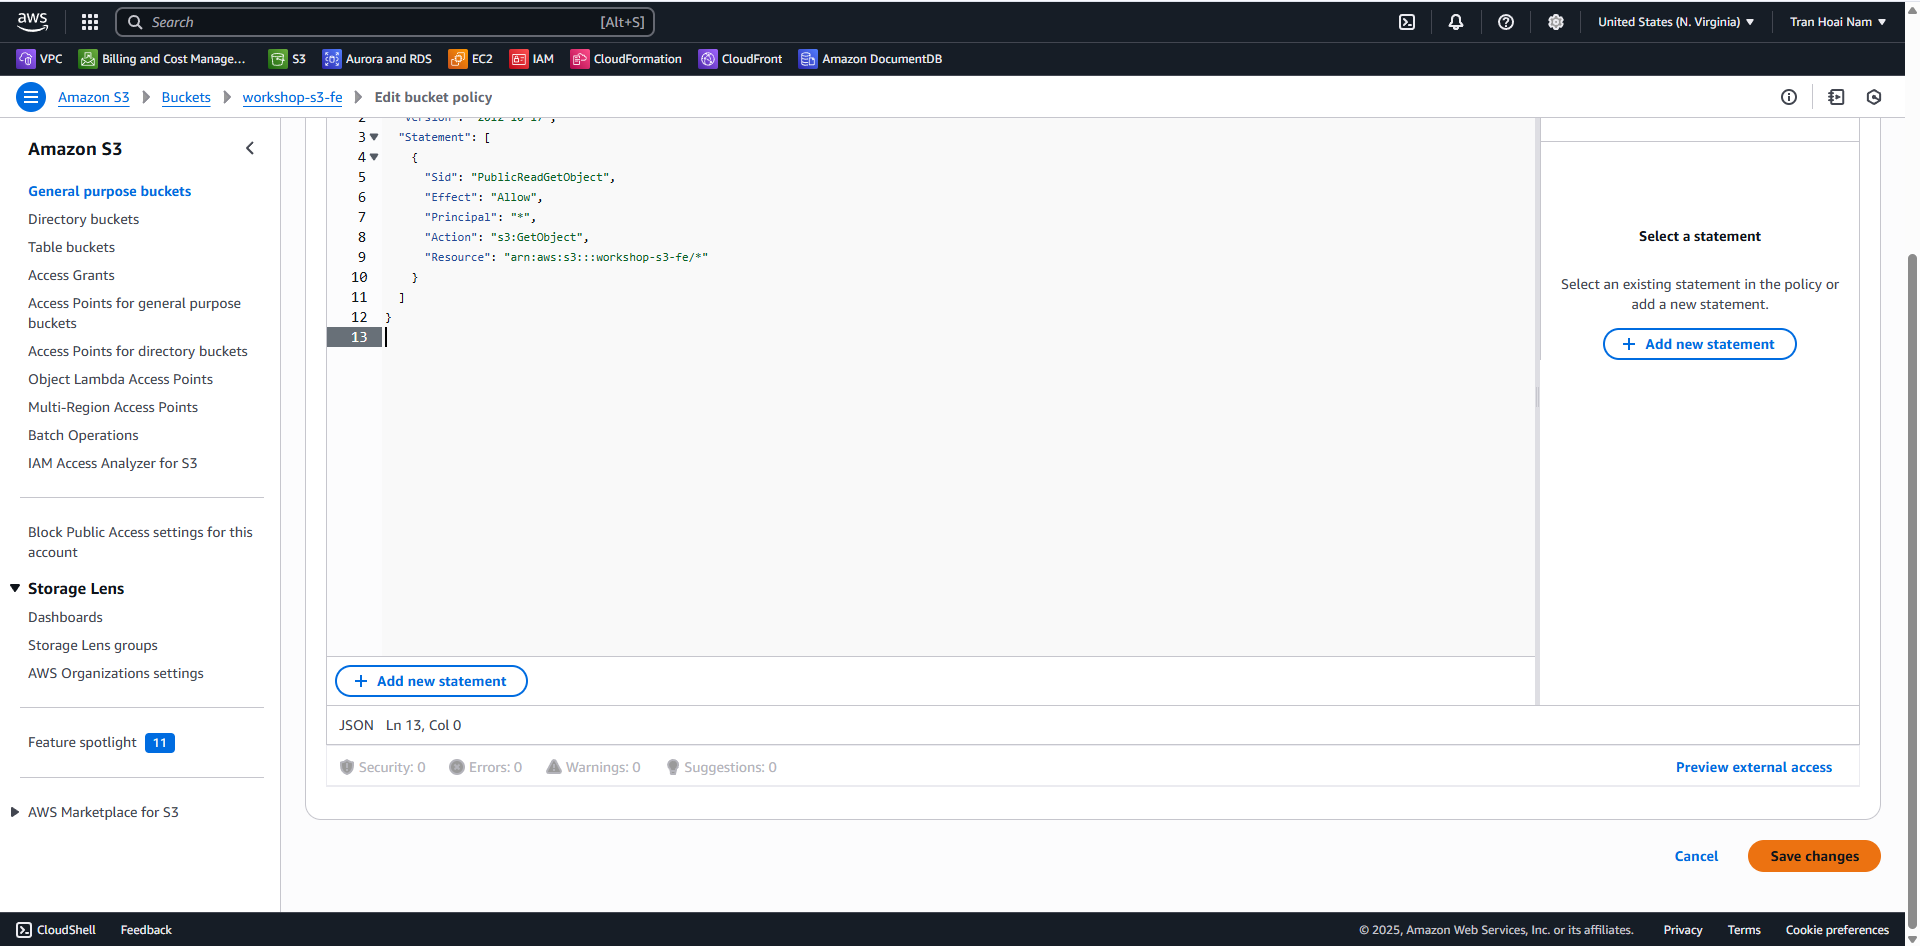 aws
Search [Alt+S]
United States (N. Virginia)
Tran Hoai Nam
VPC Billing and Cost Manage... S3 Aurora and RDS EC2 IAM CloudFormation CloudFront Amazon DocumentDB
Amazon S3 Buckets workshop-s3-fe Edit bucket policy
Amazon S3
General purpose buckets
Directory buckets
Table buckets
Access Grants
Access Points for general purpose
buckets
Access Points for directory buckets
Object Lambda Access Points
Multi-Region Access Points
Batch Operations
IAM Access Analyzer for S3
Block Public Access settings for this
account
Storage Lens
Dashboards
Storage Lens groups
AWS Organizations settings
Feature spotlight 11
AWS Marketplace for S3
2 "Version": "2012-10-17",
3 "Statement": [
4 {
5 "Sid": "PublicReadGetObject",
6 "Effect": "Allow",
7 "Principal": "*",
8 "Action": "s3:GetObject",
9 "Resource": "arn:aws:s3:::workshop-s3-fe/*"
10 }
11 ]
12 }
13
+ Add new statement
JSON Ln 13, Col 0
Security: 0 Errors: 0 Warnings: 0 Suggestions: 0
Preview external access
Select a statement
Select an existing statement in the policy or
add a new statement.
+ Add new statement
Cancel Save changes
CloudShell Feedback
© 2025, Amazon Web Services, Inc. or its affiliates. Privacy Terms Cookie preferences